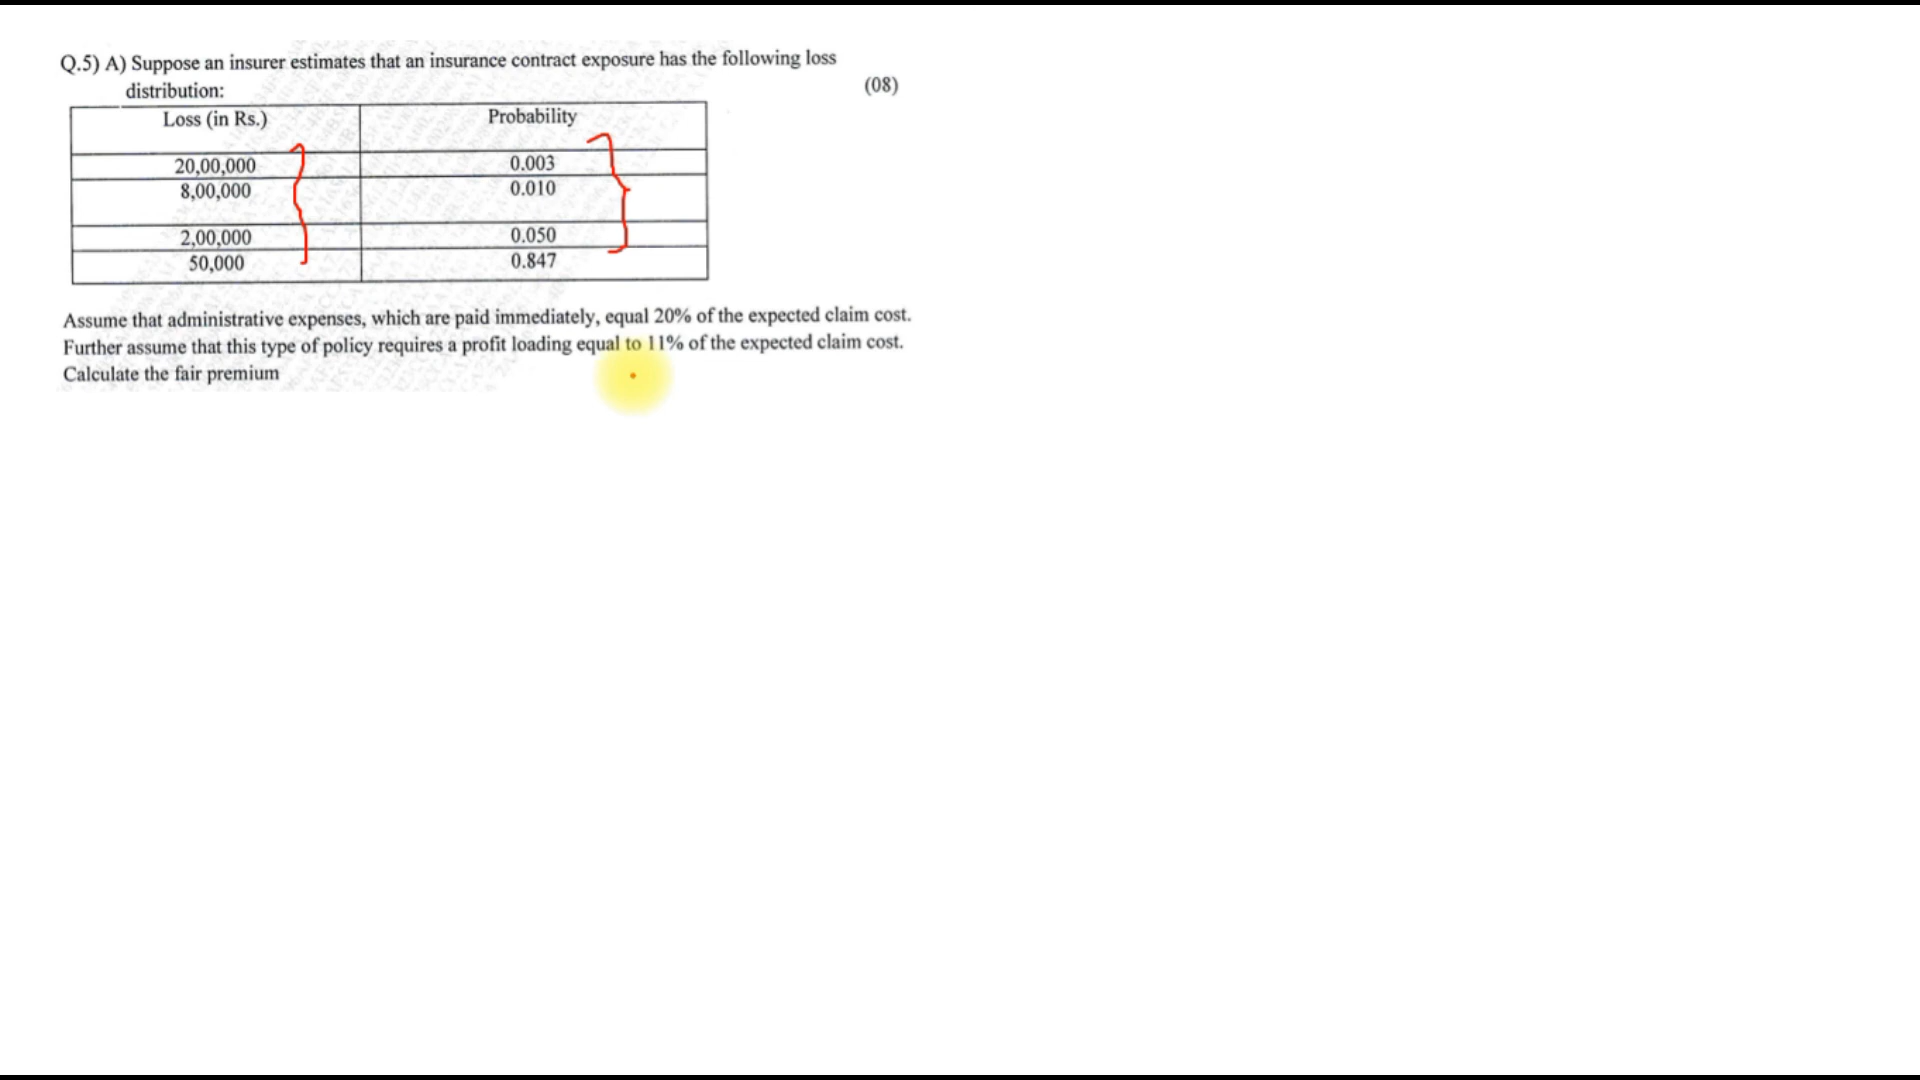 Q.5) A) Suppose an insurer estimates that an insurance contract exposure has the following loss
distribution:
(08)
Loss (in Rs.) Probability
20,00,000 0.003
8,00,000 0.010
2,00,000 0.050
50,000 0.847
Assume that administrative expenses, which are paid immediately, equal 20% of the expected claim cost.
Further assume that this type of policy requires a profit loading equal to 11% of the expected claim cost.
Calculate the fair premium